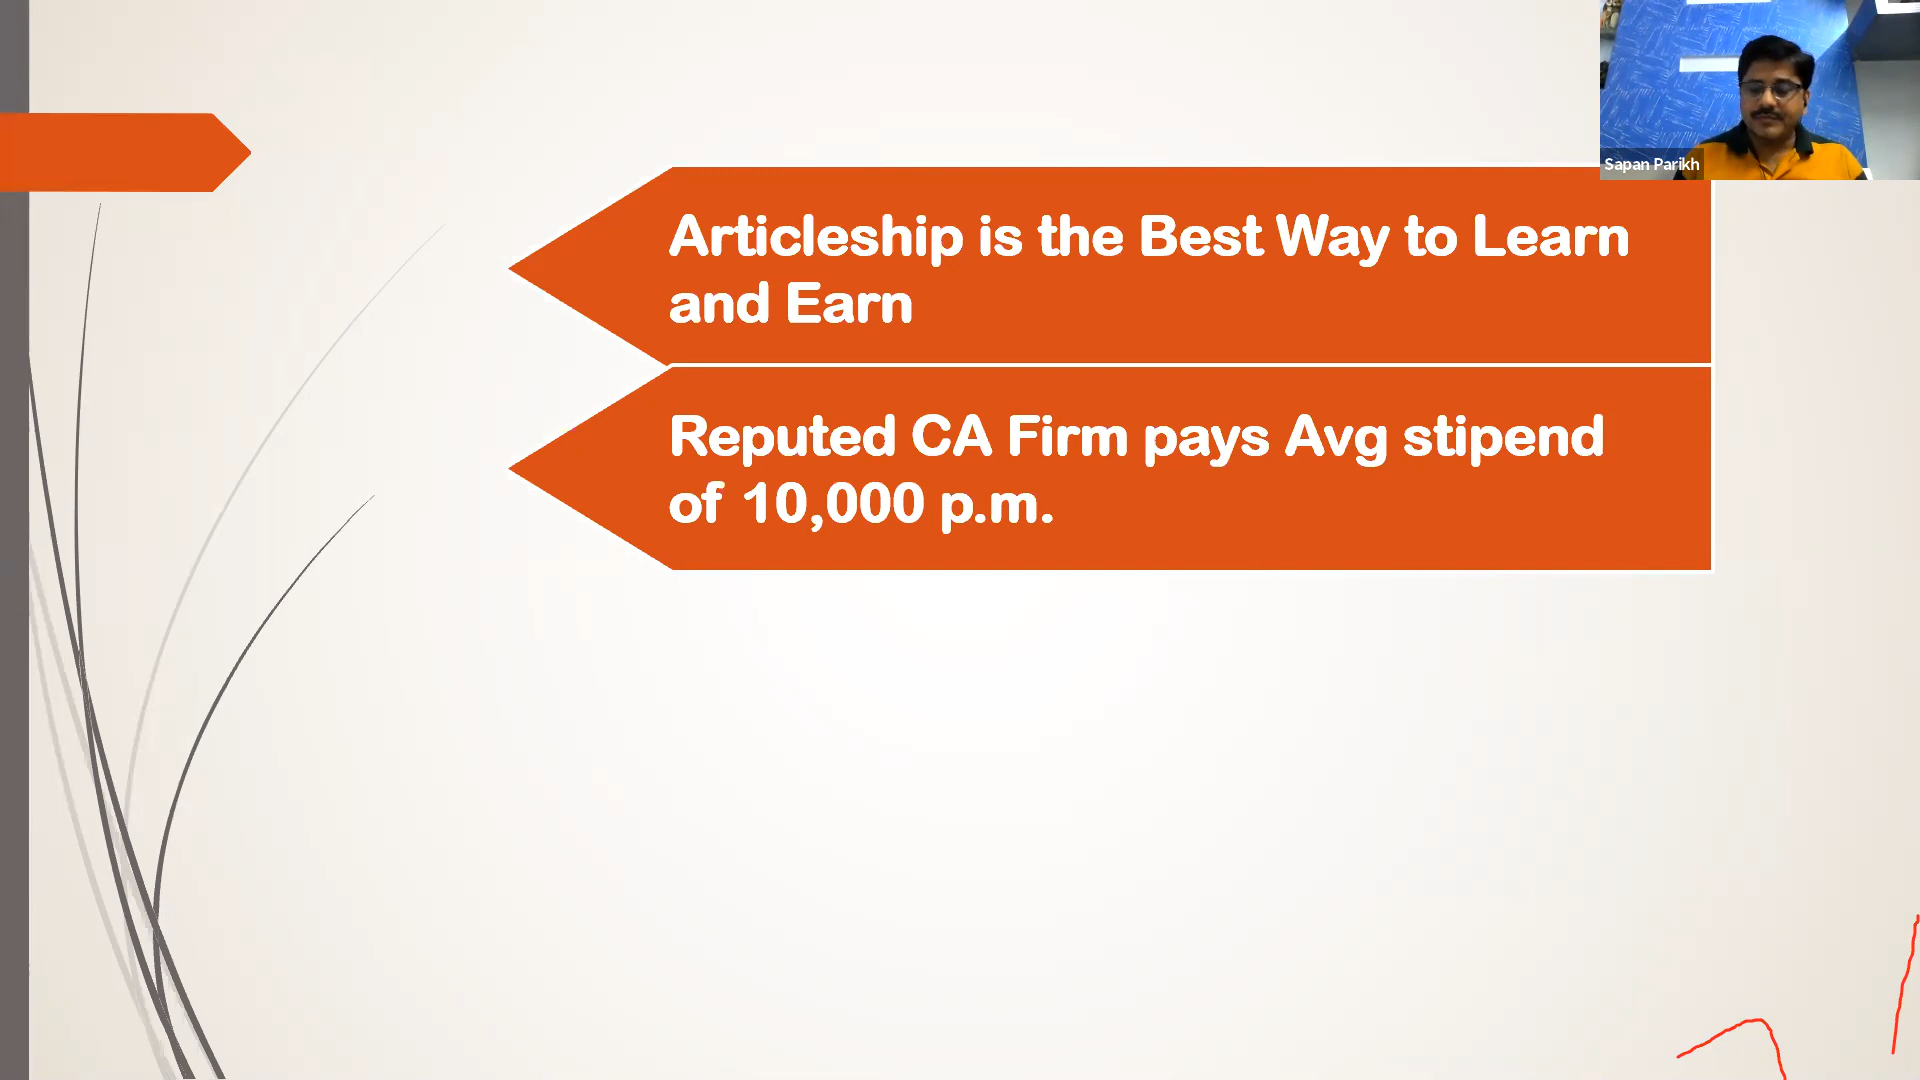 Sapan Parikh
Articleship is the Best Way to Learn
and Earn
Reputed CA Firm pays Avg stipend
of 10,000 p.m.